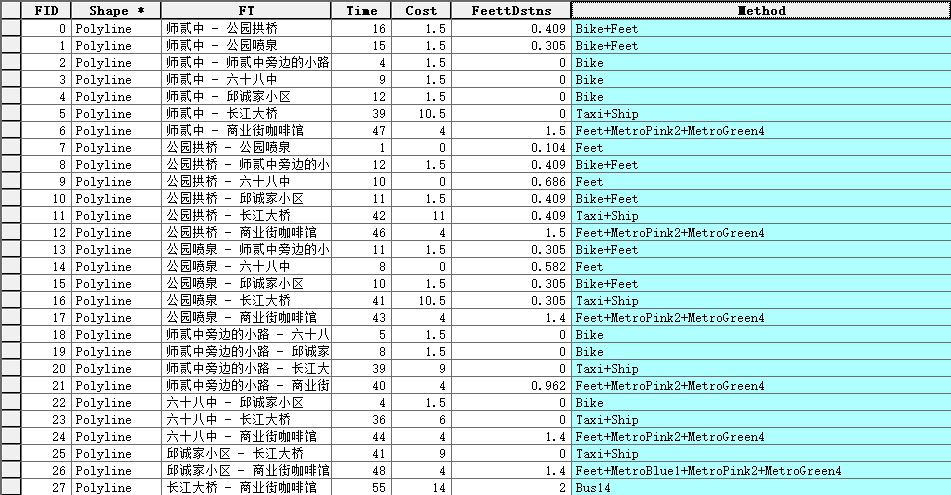 FID Shape * FT Time Cost FeettDstns Method
0 Polyline 师贰中 - 公园拱桥 16 1.5 0.409 Bike+Feet
1 Polyline 师贰中 - 公园喷泉 15 1.5 0.305 Bike+Feet
2 Polyline 师贰中 - 师贰中旁边的小路 4 1.5 0 Bike
3 Polyline 师贰中 - 六十八中 9 1.5 0 Bike
4 Polyline 师贰中 - 邱诚家小区 12 1.5 0 Bike
5 Polyline 师贰中 - 长江大桥 39 10.5 0 Taxi+Ship
6 Polyline 师贰中 - 商业街咖啡馆 47 4 1.5 Feet+MetroPink2+MetroGreen4
7 Polyline 公园拱桥 - 公园喷泉 1 0 0.104 Feet
8 Polyline 公园拱桥 - 师贰中旁边的小 12 1.5 0.409 Bike+Feet
9 Polyline 公园拱桥 - 六十八中 10 0 0.686 Feet
10 Polyline 公园拱桥 - 邱诚家小区 11 1.5 0.409 Bike+Feet
11 Polyline 公园拱桥 - 长江大桥 42 11 0.409 Taxi+Ship
12 Polyline 公园拱桥 - 商业街咖啡馆 46 4 1.5 Feet+MetroPink2+MetroGreen4
13 Polyline 公园喷泉 - 师贰中旁边的小 11 1.5 0.305 Bike+Feet
14 Polyline 公园喷泉 - 六十八中 8 0 0.582 Feet
15 Polyline 公园喷泉 - 邱诚家小区 10 1.5 0.305 Bike+Feet
16 Polyline 公园喷泉 - 长江大桥 41 10.5 0.305 Taxi+Ship
17 Polyline 公园喷泉 - 商业街咖啡馆 43 4 1.4 Feet+MetroPink2+MetroGreen4
18 Polyline 师贰中旁边的小路 - 六十八 5 1.5 0 Bike
19 Polyline 师贰中旁边的小路 - 邱诚家 8 1.5 0 Bike
20 Polyline 师贰中旁边的小路 - 长江大 39 9 0 Taxi+Ship
21 Polyline 师贰中旁边的小路 - 商业街 40 4 0.962 Feet+MetroPink2+MetroGreen4
22 Polyline 六十八中 - 邱诚家小区 4 1.5 0 Bike
23 Polyline 六十八中 - 长江大桥 36 6 0 Taxi+Ship
24 Polyline 六十八中 - 商业街咖啡馆 44 4 1.4 Feet+MetroPink2+MetroGreen4
25 Polyline 邱诚家小区 - 长江大桥 41 9 0 Taxi+Ship
26 Polyline 邱诚家小区 - 商业街咖啡馆 48 4 1.4 Feet+MetroBlue1+MetroPink2+MetroGreen4
27 Polyline 长江大桥 - 商业街咖啡馆 55 14 2 Bus14